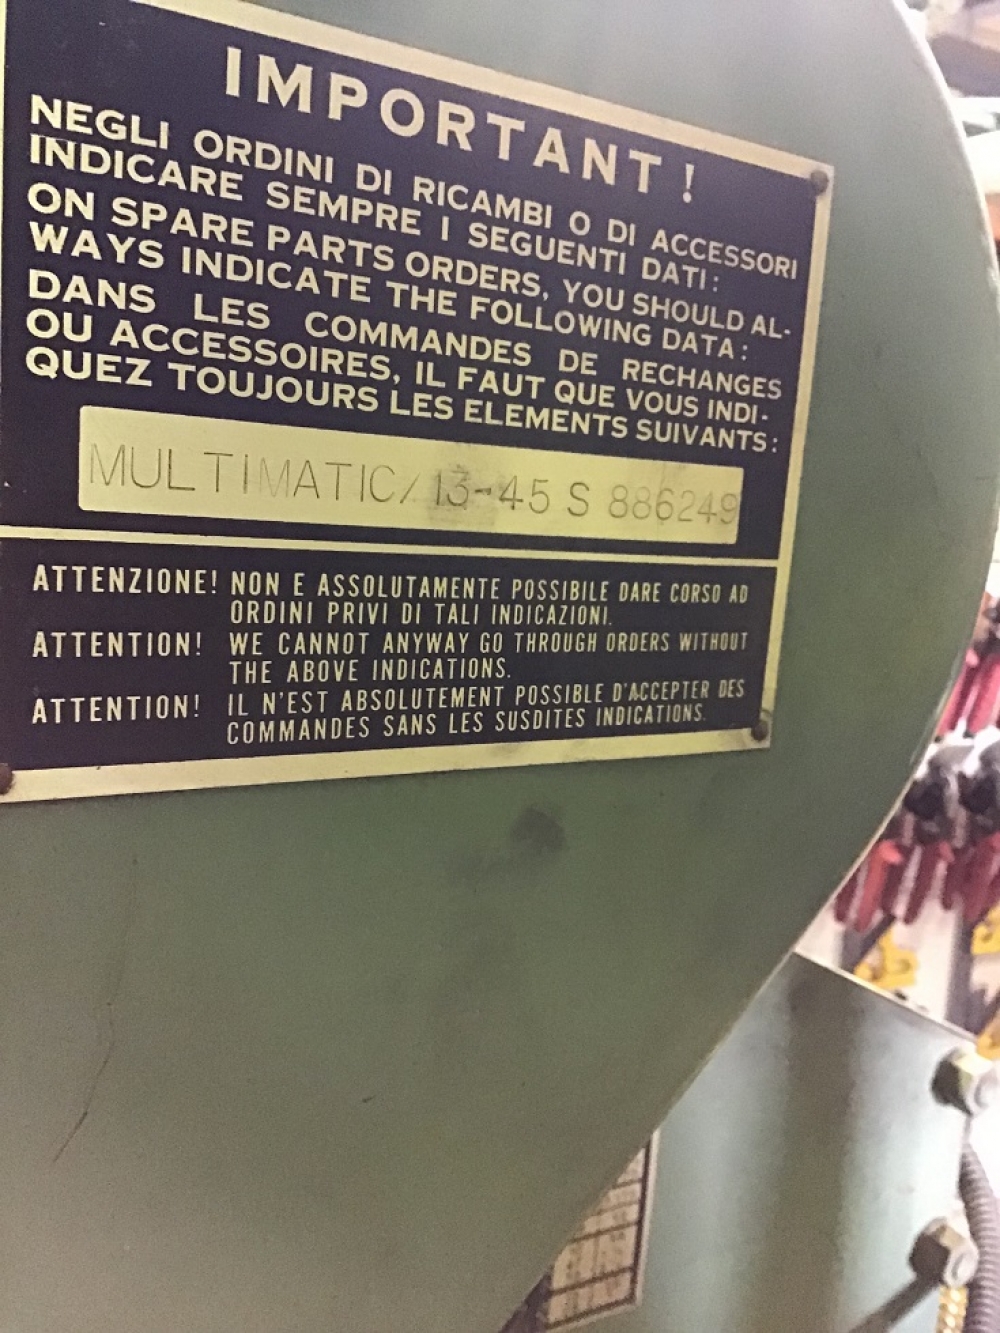 IMPORTANT!
NEGLI ORDINI DI RICAMBI O DI ACCESSORI
INDICARE SEMPRE I SEGUENTI DATI:
ON SPARE PARTS ORDERS, YOU SHOULD AL-
WAYS INDICATE THE FOLLOWING DATA:
DANS LES COMMANDES DE RECHANGES
OU ACCESSOIRES, IL FAUT QUE VOUS INDI-
QUEZ TOUJOURS LES ELEMENTS SUIVANTS:
MULTIMATIC/13-45 S 886249
ATTENZIONE! NON E ASSOLUTAMENTE POSSIBILE DARE CORSO AD
ORDINI PRIVI DI TALI INDICAZIONI.
ATTENTION! WE CANNOT ANYWAY GO THROUGH ORDERS WITHOUT
THE ABOVE INDICATIONS.
ATTENTION! IL N'EST ABSOLUTEMENT POSSIBLE D'ACCEPTER DES
COMMANDES SANS LES SUSDITES INDICATIONS.